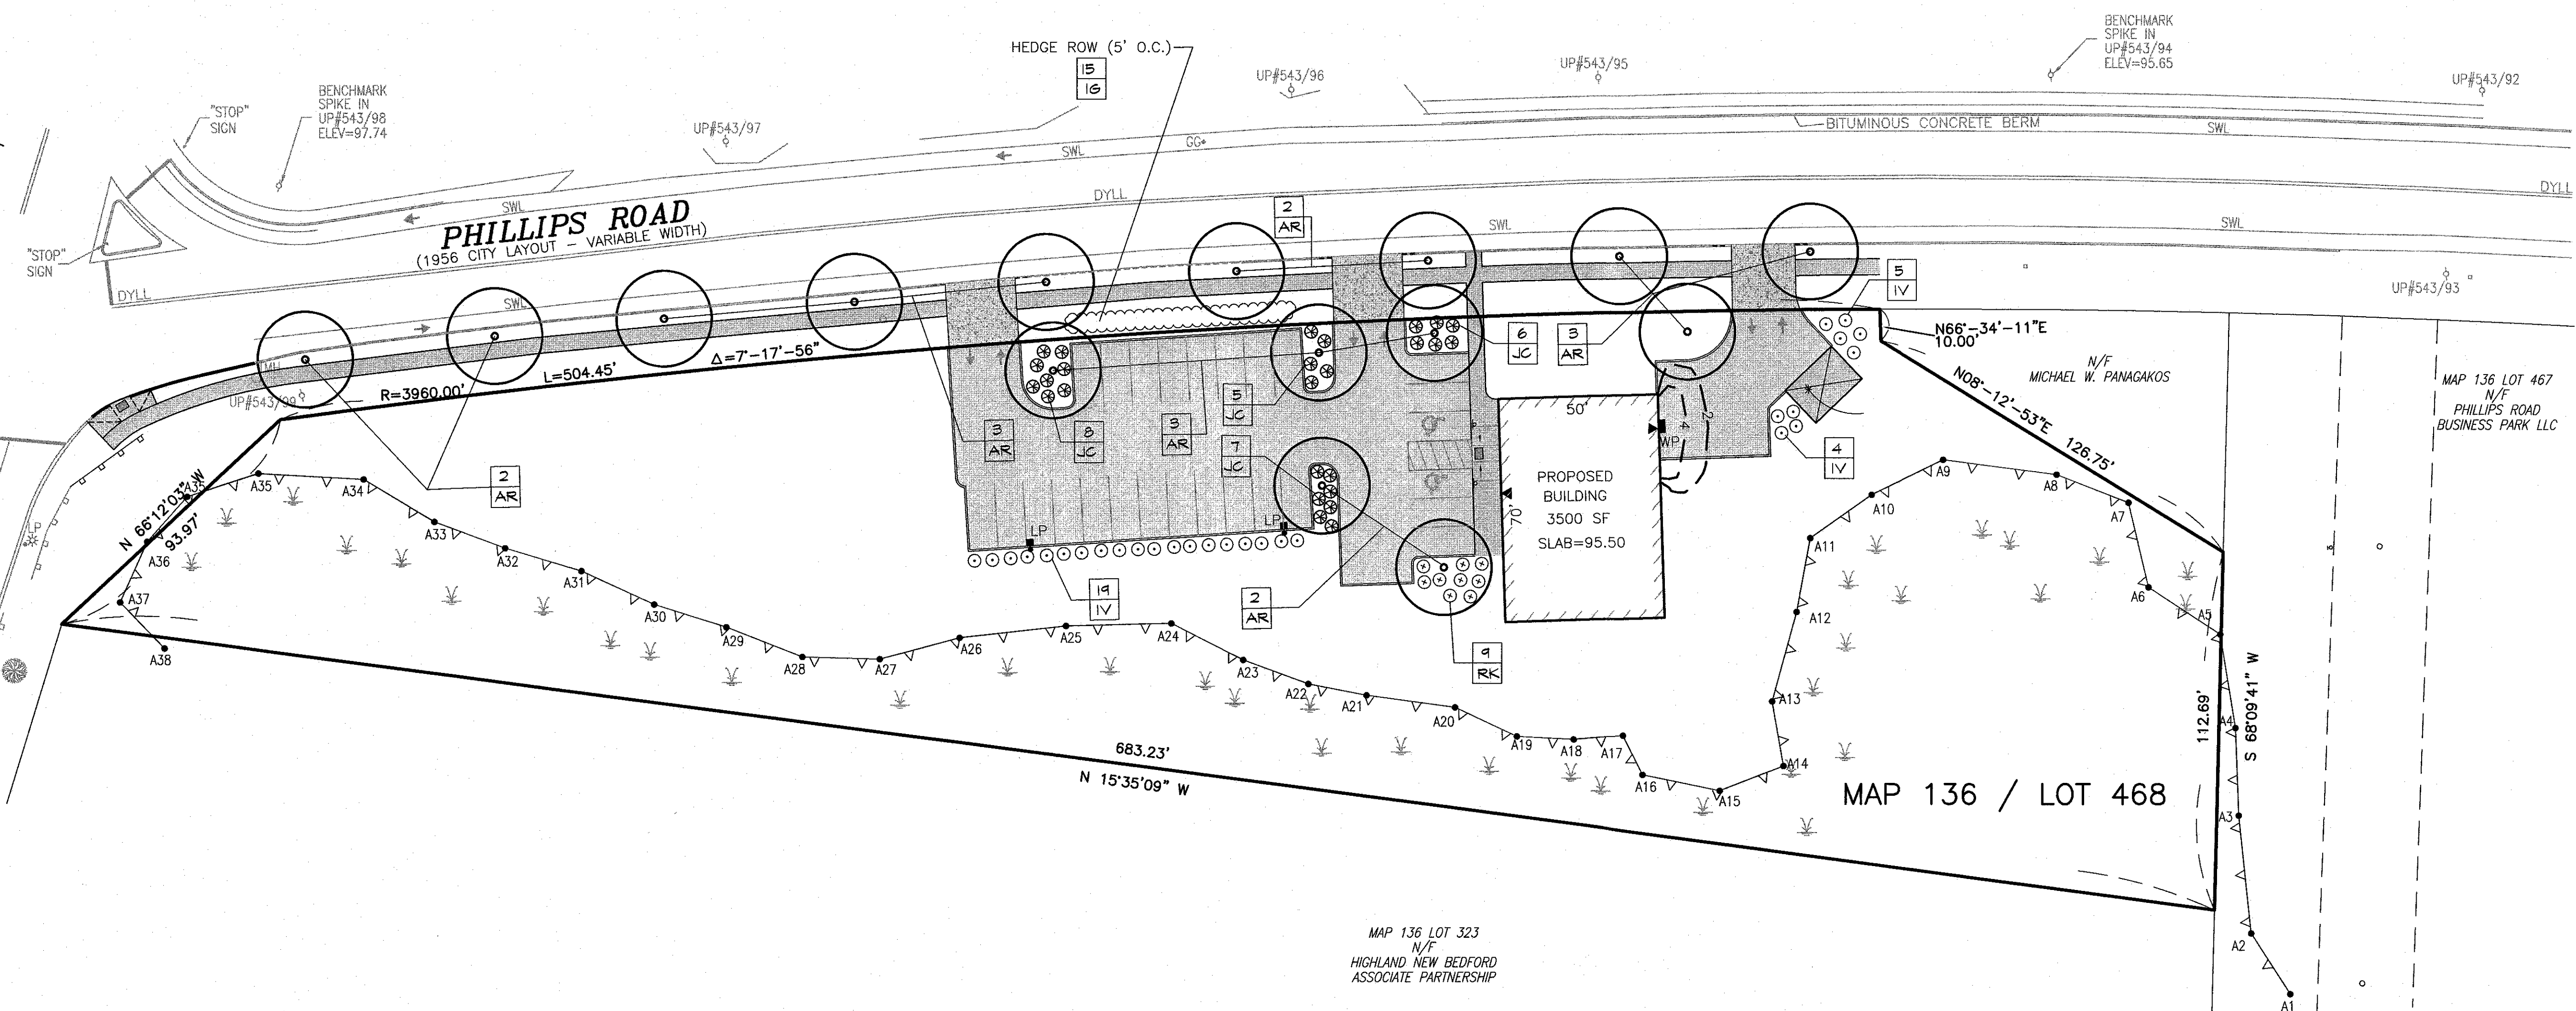 HEDGE ROW (5' O.C.)
15
IG
BENCHMARK
SPIKE IN
UP#543/94
ELEV=95.65
UP#543/95
UP#543/96
UP#543/92
BENCHMARK
SPIKE IN
UP#543/98
ELEV=97.74
"STOP"
SIGN
UP#543/97
BITUMINOUS CONCRETE BERM
SWL
SWL
GG
DYLL
DYLL
SWL
PHILLIPS ROAD
(1956 CITY LAYOUT - VARIABLE WIDTH)
2
AR
SWL
SWL
"STOP"
SIGN
DYLL
SWL
5
IV
UP#543/93
MH
UP#543/99
R=3960.00'
L=504.45'
Δ=7°-17'-56"
6
JC
3
AR
N66°-34'-11"E
10.00'
N/F
MICHAEL W. PANAGAKOS
N08°-12'-53"E
126.75'
MAP 136 LOT 467
N/F
PHILLIPS ROAD
BUSINESS PARK LLC
5
JC
3
AR
8
JC
3
AR
7
JC
50'
24'
WP
4
IV
2
AR
PROPOSED
BUILDING
3500 SF
SLAB=95.50
70'
LP
LP
LP
N 66°12'03" W
93.97'
19
IV
2
AR
9
RK
A35
A35
A34
A33
A32
A31
A30
A29
A28
A27
A26
A25
A24
A23
A22
A21
A20
A19
A18
A17
A16
A15
A14
A13
A12
A11
A10
A9
A8
A7
A6
A5
A4
A3
A2
A1
A36
A37
A38
683.23'
N 15°35'09" W
112.69'
S 68°09'41" W
MAP 136 / LOT 468
MAP 136 LOT 323
N/F
HIGHLAND NEW BEDFORD
ASSOCIATE PARTNERSHIP